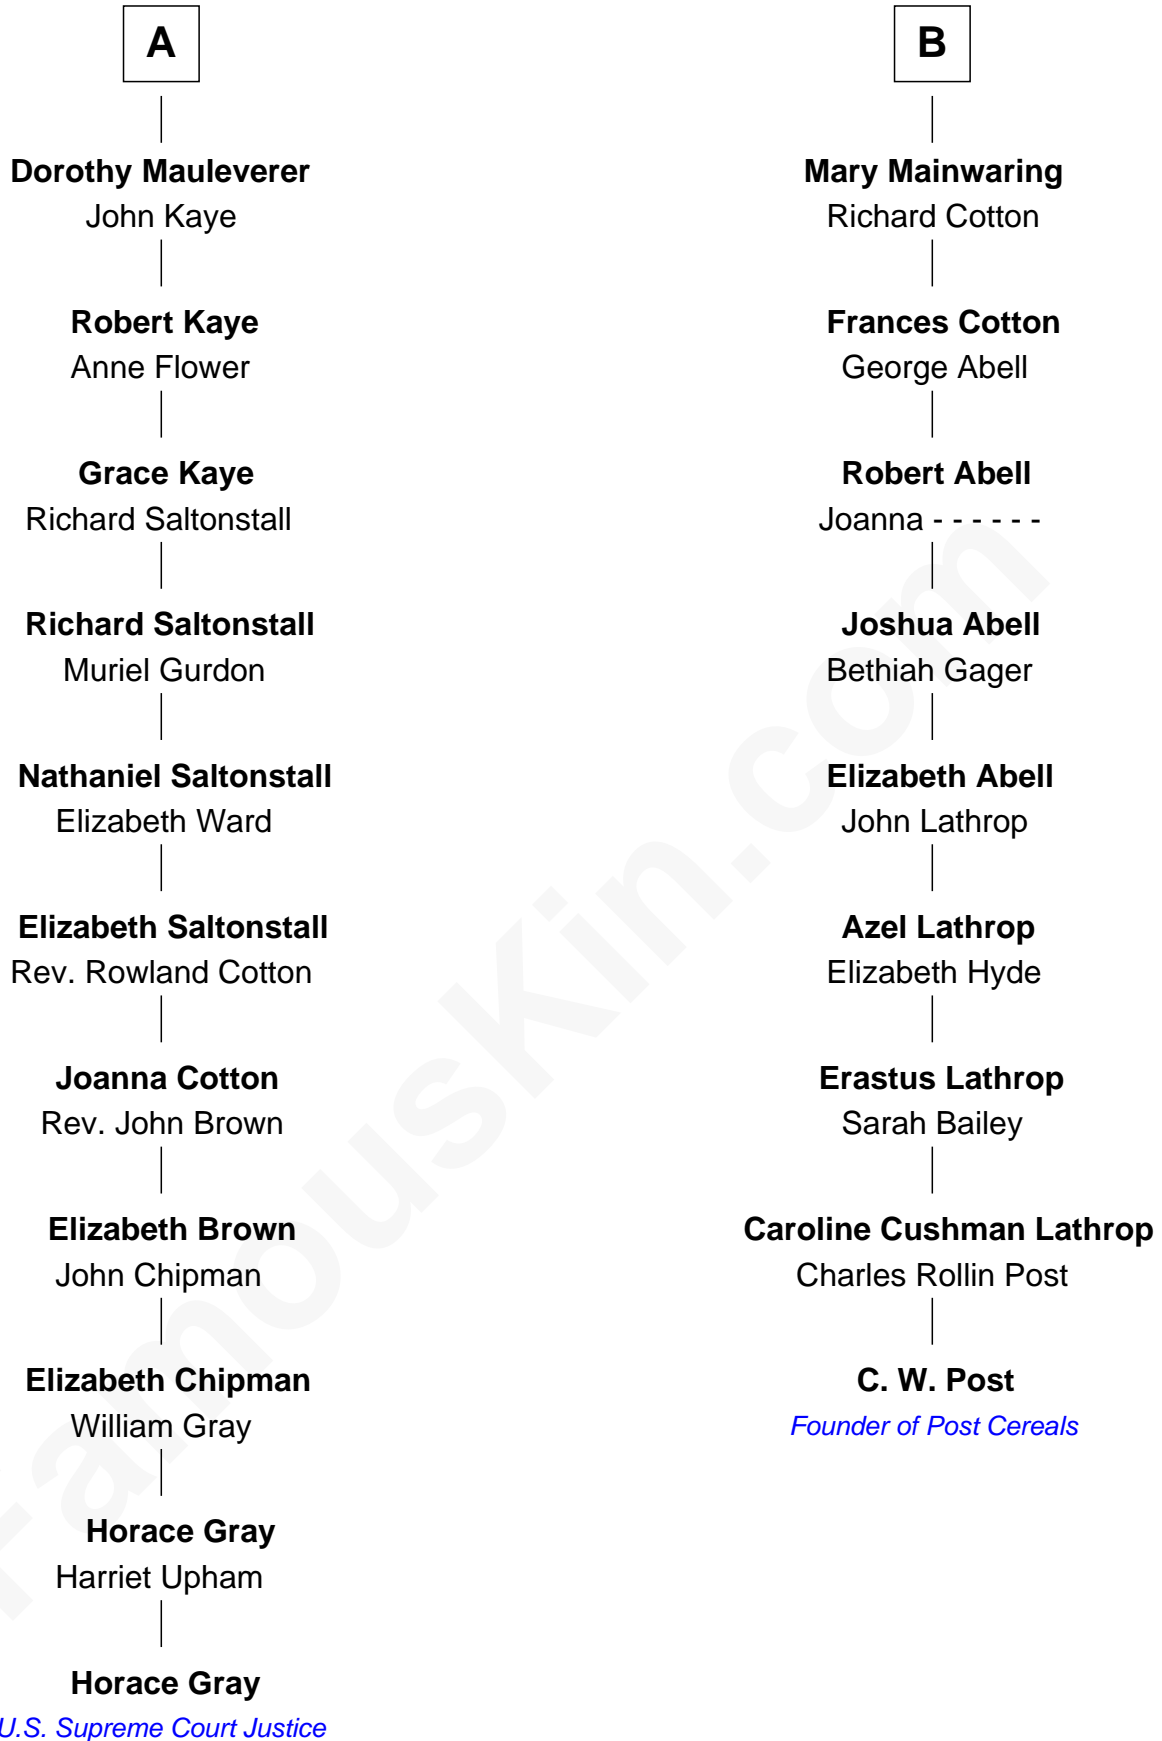 A
Dorothy Mauleverer
John Kaye
Robert Kaye
Anne Flower
Grace Kaye
Richard Saltonstall
Richard Saltonstall
Muriel Gurdon
Nathaniel Saltonstall
Elizabeth Ward
Elizabeth Saltonstall
Rev. Rowland Cotton
Joanna Cotton
Rev. John Brown
Elizabeth Brown
John Chipman
Elizabeth Chipman
William Gray
Horace Gray
Harriet Upham
Horace Gray
U.S. Supreme Court Justice
B
Mary Mainwaring
Richard Cotton
Frances Cotton
George Abell
Robert Abell
Joanna - - - - - -
Joshua Abell
Bethiah Gager
Elizabeth Abell
John Lathrop
Azel Lathrop
Elizabeth Hyde
Erastus Lathrop
Sarah Bailey
Caroline Cushman Lathrop
Charles Rollin Post
C. W. Post
Founder of Post Cereals
FamousKin.com